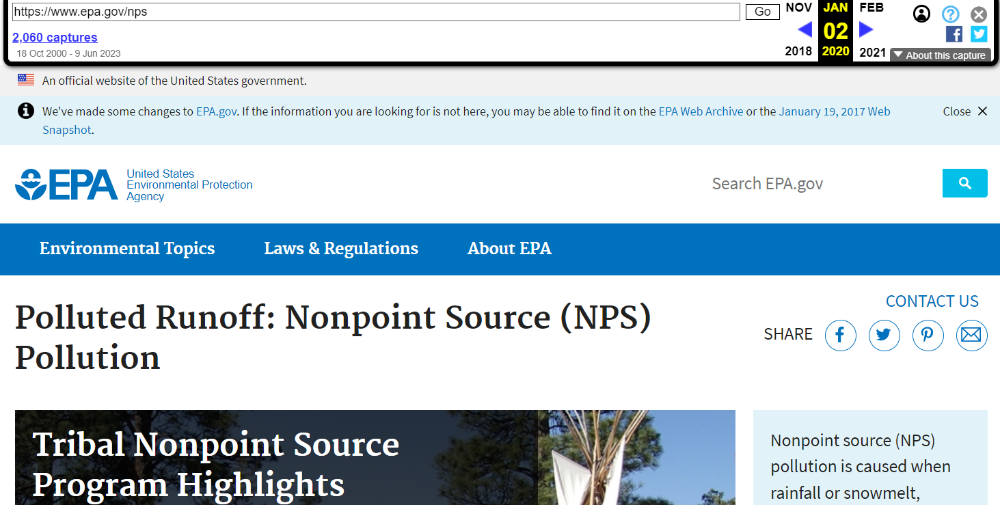 https://www.epa.gov/nps
Go
NOV JAN FEB
02
2018 2020 2021
2,060 captures
18 Oct 2000 - 9 Jun 2023
About this capture
An official website of the United States government.
We've made some changes to EPA.gov. If the information you are looking for is not here, you may be able to find it on the EPA Web Archive or the January 19, 2017 Web
Snapshot.
Close
EPA
United States
Environmental Protection
Agency
Search EPA.gov
Environmental Topics Laws & Regulations About EPA
CONTACT US
SHARE
Polluted Runoff: Nonpoint Source (NPS)
Pollution
Tribal Nonpoint Source
Program Highlights
Nonpoint source (NPS)
pollution is caused when
rainfall or snowmelt,